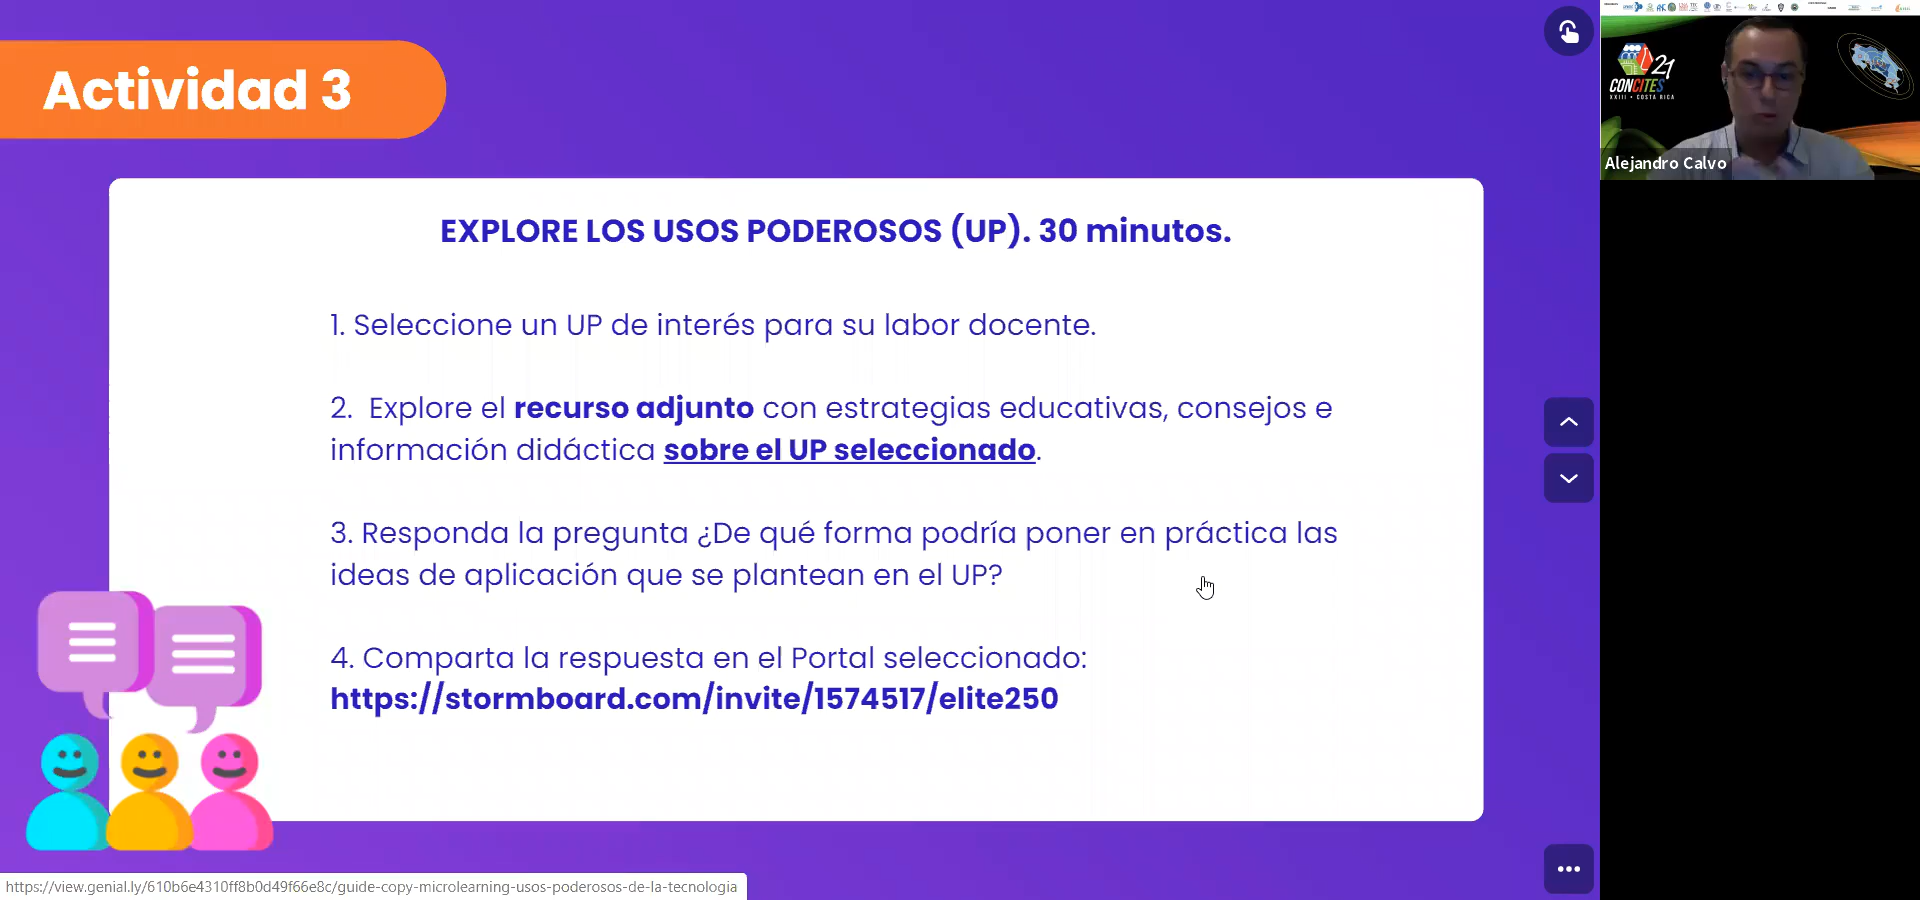 Actividad 3
EXPLORE LOS USOS PODEROSOS (UP). 30 minutos.
1. Seleccione un UP de interés para su labor docente.
2. Explore el recurso adjunto con estrategias educativas, consejos e
información didáctica sobre el UP seleccionado.
3. Responda la pregunta ¿De qué forma podría poner en práctica las
ideas de aplicación que se plantean en el UP?
4. Comparta la respuesta en el Portal seleccionado:
https://stormboard.com/invite/1574517/elite250
https://view.genial.ly/610b6e4310ff8b0d49f66e8c/guide-copy-microlearning-usos-poderosos-de-la-tecnologia
21
CONCITES
XXIII • COSTA RICA
Alejandro Calvo